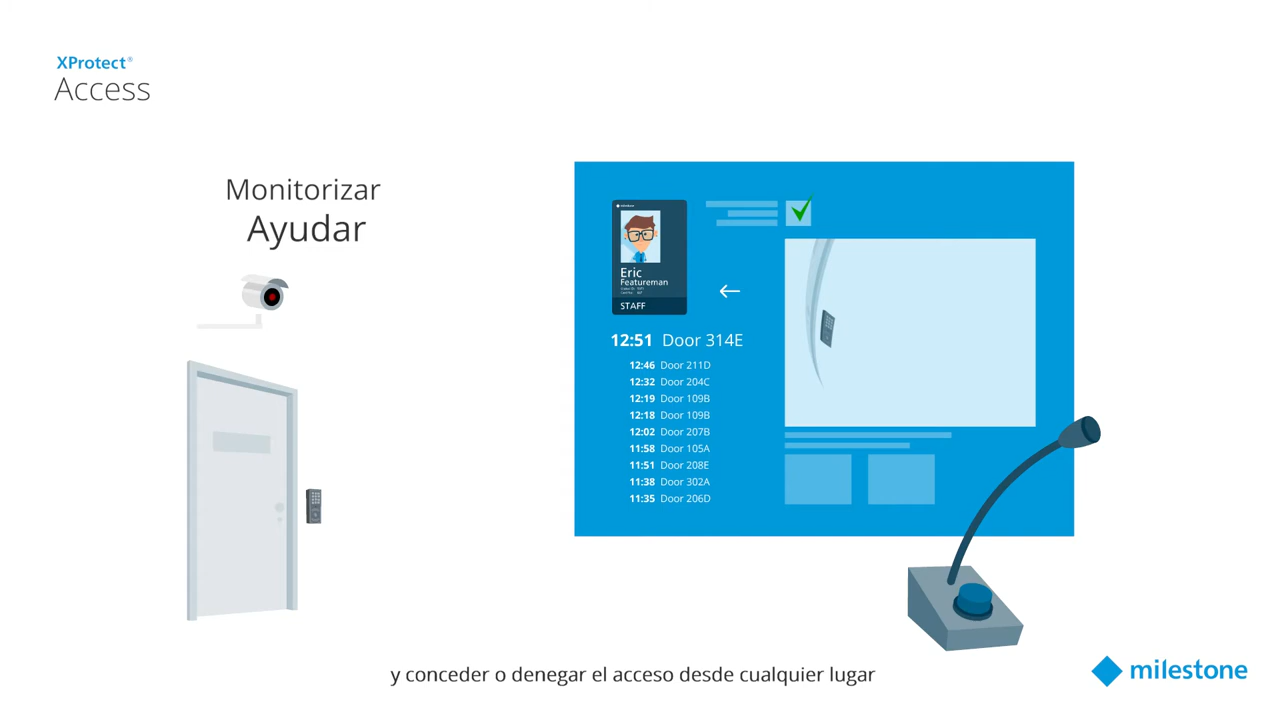 XProtect®
Access
Monitorizar
Ayudar
milestone
Eric
Featureman
STAFF
12:51 Door 314E
12:46 Door 211D
12:32 Door 204C
12:19 Door 109B
12:18 Door 109B
12:02 Door 207B
11:58 Door 105A
11:51 Door 208E
11:38 Door 302A
11:35 Door 206D
y conceder o denegar el acceso desde cualquier lugar
milestone